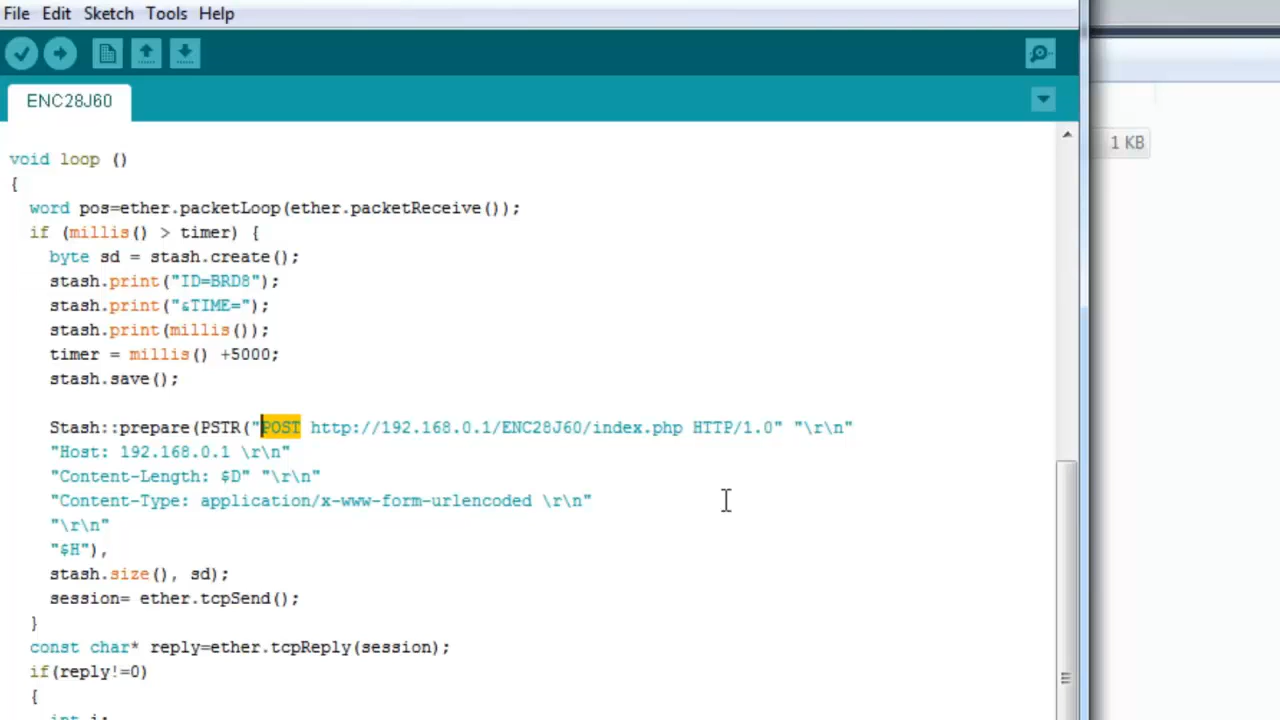 File Edit Sketch Tools Help
ENC28J60
1 KB
void loop ()
{
word pos=ether.packetLoop(ether.packetReceive());
if (millis() > timer) {
byte sd = stash.create();
stash.print("ID=BRD8");
stash.print("&TIME=");
stash.print(millis());
timer = millis() +5000;
stash.save();
Stash::prepare(PSTR("POST http://192.168.0.1/ENC28J60/index.php HTTP/1.0" "\r\n"
"Host: 192.168.0.1 \r\n"
"Content-Length: $D" "\r\n"
"Content-Type: application/x-www-form-urlencoded \r\n"
"\r\n"
"$H"),
stash.size(), sd);
session= ether.tcpSend();
}
const char* reply=ether.tcpReply(session);
if(reply!=0)
{
int i;